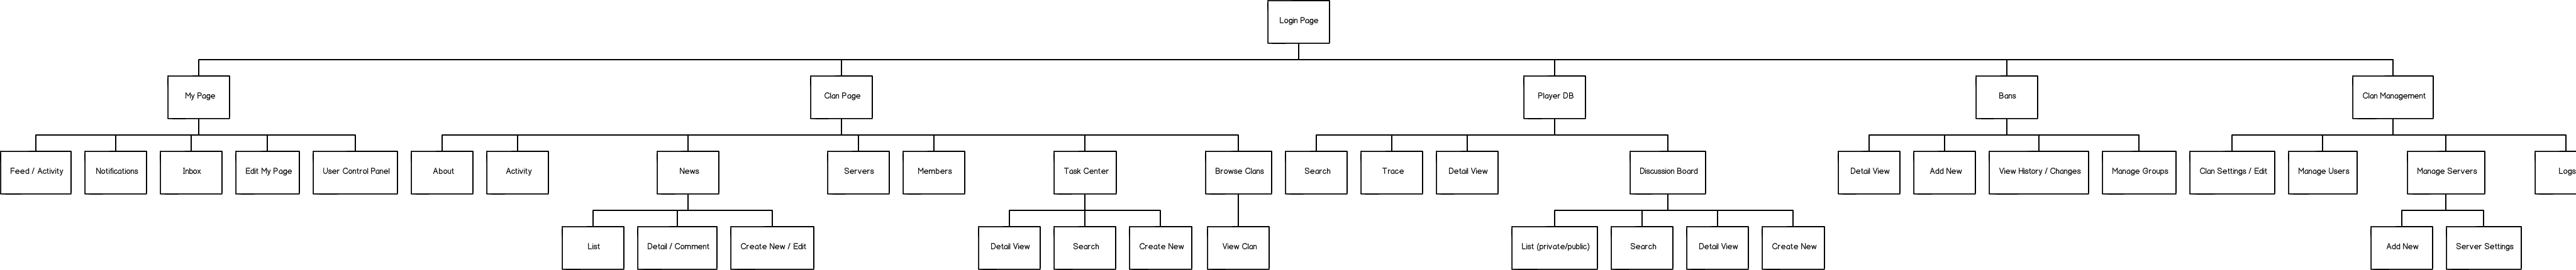 Login Page
My Page
Clan Page
Player DB
Bans
Clan Management
Feed / Activity
Notifications
Inbox
Edit My Page
User Control Panel
About
Activity
News
Servers
Members
Task Center
Browse Clans
Search
Trace
Detail View
Discussion Board
Detail View
Add New
View History / Changes
Manage Groups
Clan Settings / Edit
Manage Users
Manage Servers
Logs
List
Detail / Comment
Create New / Edit
Detail View
Search
Create New
View Clan
List (private/public)
Search
Detail View
Create New
Add New
Server Settings